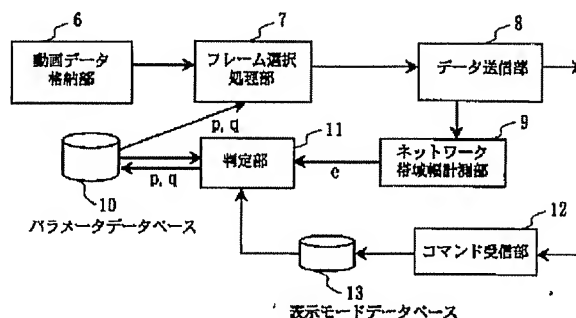 6
動画データ
格納部
7
フレーム選択
処理部
8
データ送信部
p, q
11
判定部
9
ネットワーク
帯域幅計測部
c
p, q
10
パラメータデータベース
12
コマンド受信部
13
表示モードデータベース